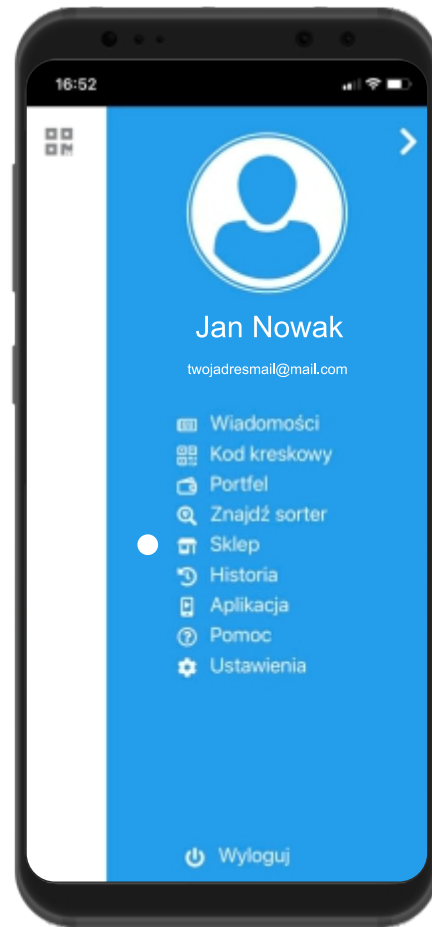 16:52
Jan Nowak
twojadresmail@mail.com
Wiadomości
Kod kreskowy
Portfel
Znajdź sorter
Sklep
Historia
Aplikacja
Pomoc
Ustawienia
Wyloguj